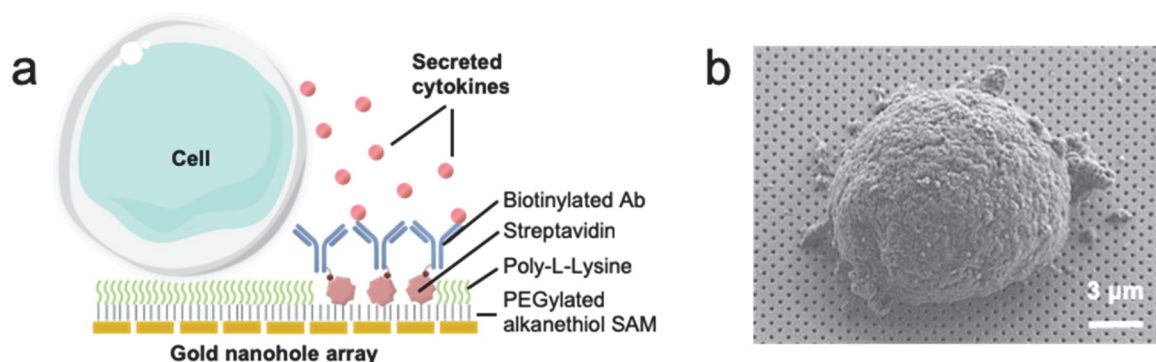 a
Secreted
cytokines
Cell
Biotinylated Ab
Streptavidin
Poly-L-Lysine
PEGylated
alkanethiol SAM
Gold nanohole array
b
3 µm